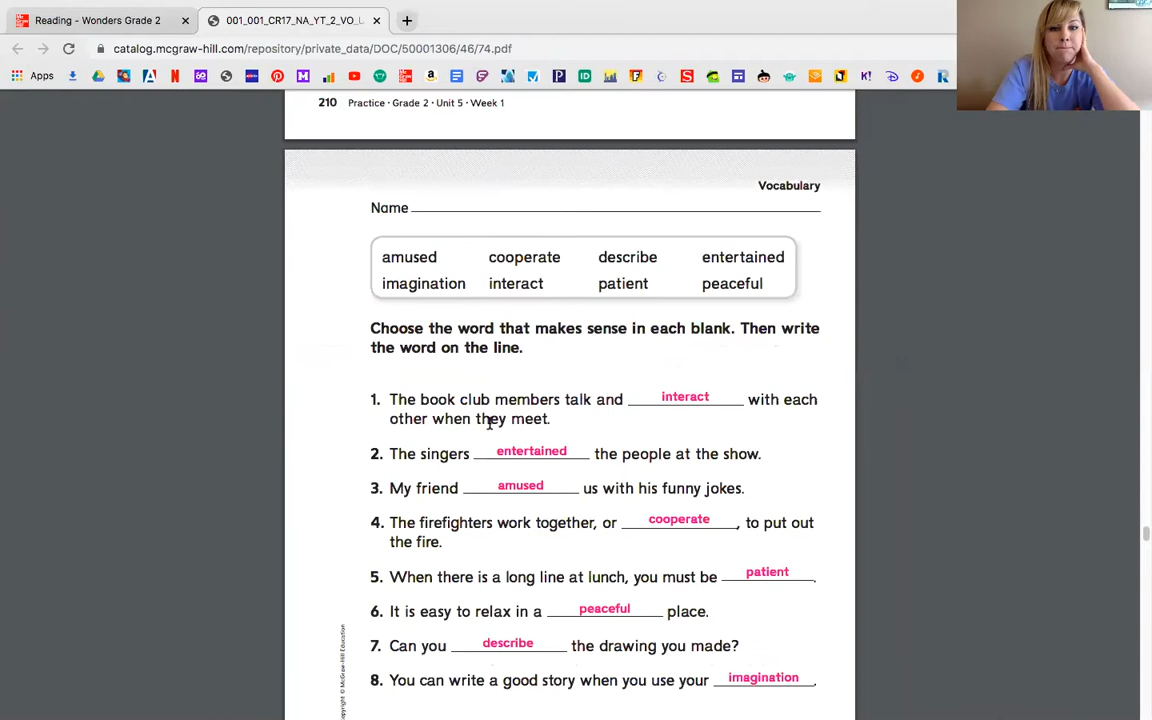 Reading - Wonders Grade 2
001_001_CR17_NA_YT_2_VO_L
catalog.mcgraw-hill.com/repository/private_data/DOC/50001306/46/74.pdf
Apps
210 Practice · Grade 2 · Unit 5 · Week 1
Vocabulary
Name
amused cooperate describe entertained
imagination interact patient peaceful
Choose the word that makes sense in each blank. Then write
the word on the line.
1. The book club members talk and interact with each
other when they meet.
2. The singers entertained the people at the show.
3. My friend amused us with his funny jokes.
4. The firefighters work together, or cooperate, to put out
the fire.
5. When there is a long line at lunch, you must be patient.
6. It is easy to relax in a peaceful place.
7. Can you describe the drawing you made?
8. You can write a good story when you use your imagination.
Copyright © McGraw-Hill Education